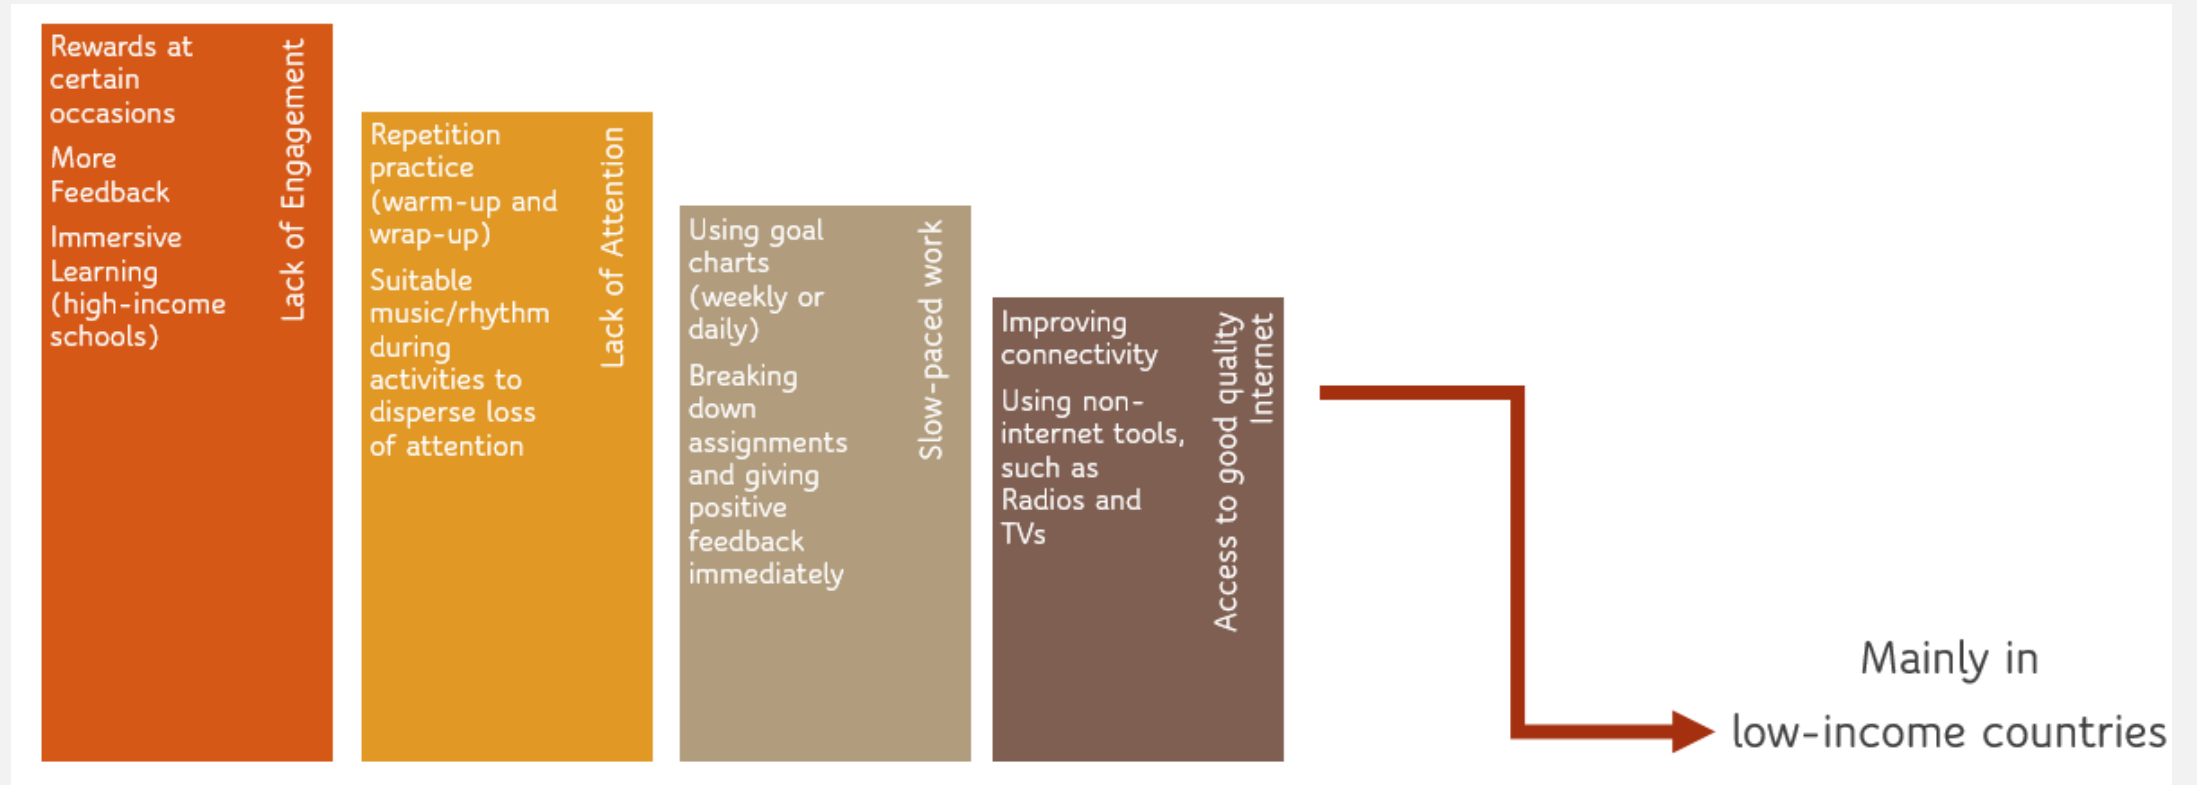 Rewards at
certain
occasions
More
Feedback
Immersive
Learning
(high-income
schools)
Lack of Engagement
Repetition
practice
(warm-up and
wrap-up)
Suitable
music/rhythm
during
activities to
disperse loss
of attention
Lack of Attention
Using goal
charts
(weekly or
daily)
Breaking
down
assignments
and giving
positive
feedback
immediately
Slow-paced work
Improving
connectivity
Using non-
internet tools,
such as
Radios and
TVs
Access to good quality
Internet
Mainly in
low-income countries